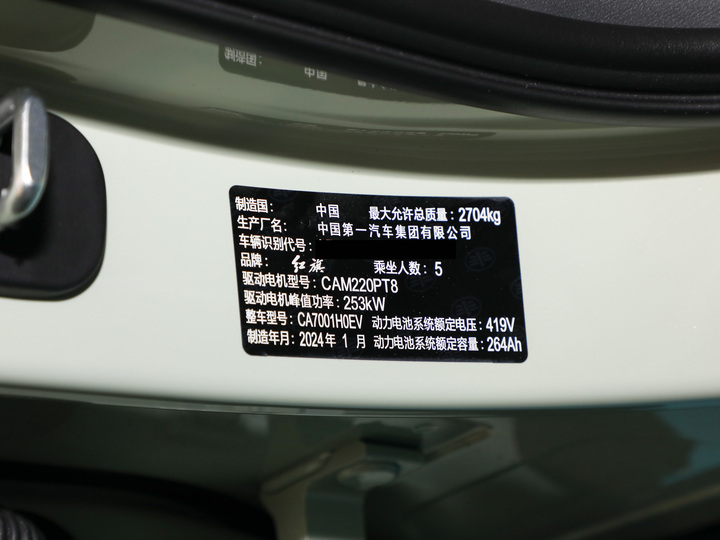 制造国： 中国 最大允许总质量：2704kg
生产厂名： 中国第一汽车集团有限公司
车辆识别代号：
品牌： 红旗 乘坐人数：5
驱动电机型号：CAM220PT8
驱动电机峰值功率：253kW
整车型号：CA7001H0EV 动力电池系统额定电压：419V
制造年月：2024年 1 月 动力电池系统额定容量：264Ah